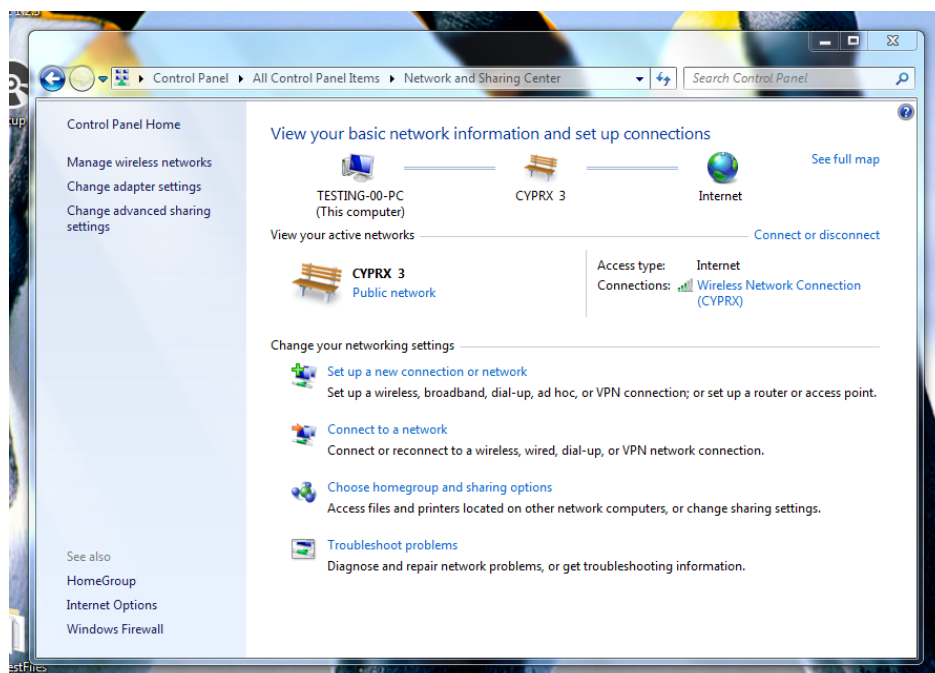 Control Panel ▸ All Control Panel Items ▸ Network and Sharing Center
Search Control Panel
Control Panel Home
Manage wireless networks
Change adapter settings
Change advanced sharing
settings
See also
HomeGroup
Internet Options
Windows Firewall
View your basic network information and set up connections
See full map
TESTING-00-PC
(This computer)
CYPRX 3
Internet
View your active networks
Connect or disconnect
CYPRX 3
Public network
Access type: Internet
Connections: Wireless Network Connection
(CYPRX)
Change your networking settings
Set up a new connection or network
Set up a wireless, broadband, dial-up, ad hoc, or VPN connection; or set up a router or access point.
Connect to a network
Connect or reconnect to a wireless, wired, dial-up, or VPN network connection.
Choose homegroup and sharing options
Access files and printers located on other network computers, or change sharing settings.
Troubleshoot problems
Diagnose and repair network problems, or get troubleshooting information.